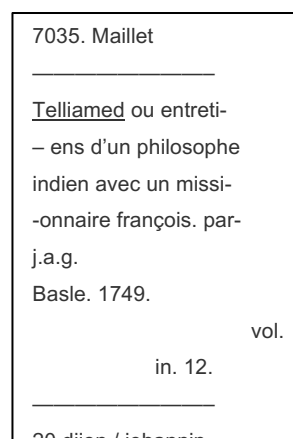 7035. Maillet
————————
Telliamed ou entreti-
– ens d'un philosophe
indien avec un missi-
-onnaire françois. par-
j.a.g.
Basle. 1749.
vol.
in. 12.
————————